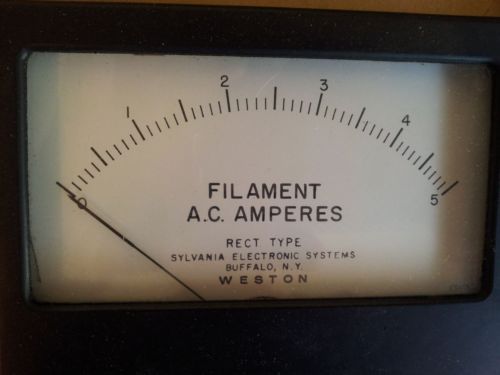 0 1 2 3 4 5
FILAMENT
A.C. AMPERES
RECT. TYPE
SYLVANIA ELECTRONIC SYSTEMS
BUFFALO, N.Y.
WESTON